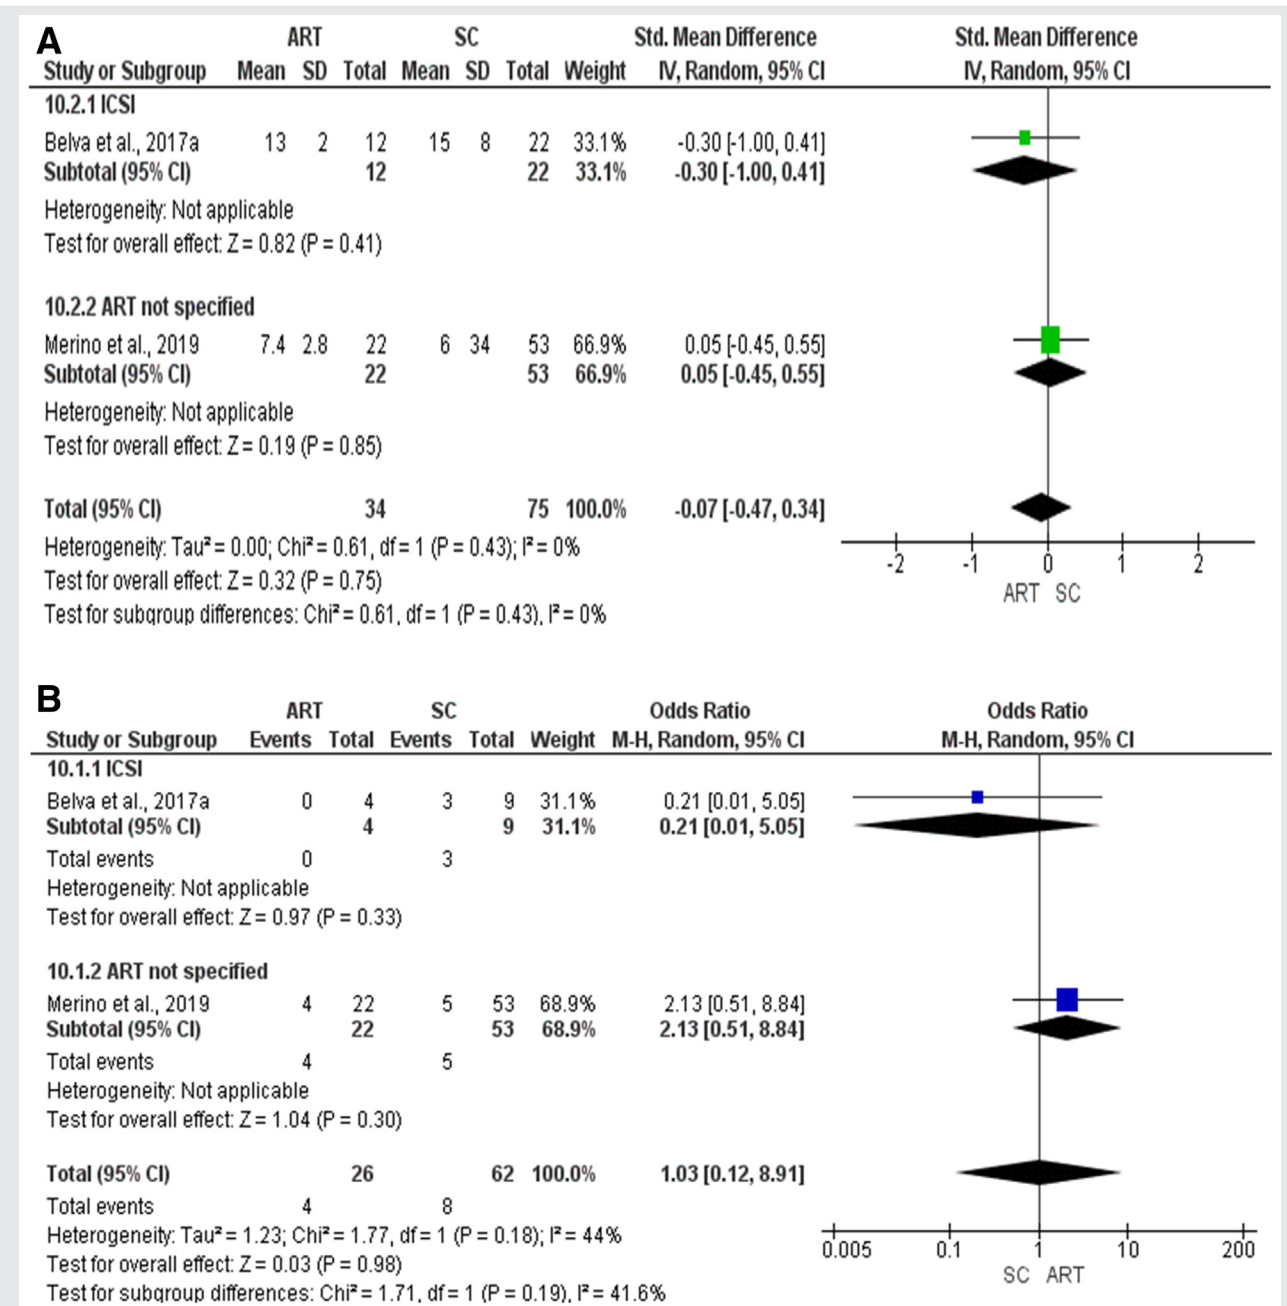 A
ART SC Std. Mean Difference Std. Mean Difference
Study or Subgroup Mean SD Total Mean SD Total Weight IV, Random, 95% CI IV, Random, 95% CI
10.2.1 ICSI
Belva et al., 2017a 13 2 12 15 8 22 33.1% -0.30 [-1.00, 0.41]
Subtotal (95% CI) 12 22 33.1% -0.30 [-1.00, 0.41]
Heterogeneity: Not applicable
Test for overall effect: Z = 0.82 (P = 0.41)
10.2.2 ART not specified
Merino et al., 2019 7.4 2.8 22 6 34 53 66.9% 0.05 [-0.45, 0.55]
Subtotal (95% CI) 22 53 66.9% 0.05 [-0.45, 0.55]
Heterogeneity: Not applicable
Test for overall effect: Z = 0.19 (P = 0.85)
Total (95% CI) 34 75 100.0% -0.07 [-0.47, 0.34]
Heterogeneity: Tau² = 0.00; Chi² = 0.61, df = 1 (P = 0.43); I² = 0%
Test for overall effect: Z = 0.32 (P = 0.75)
Test for subgroup differences: Chi² = 0.61, df = 1 (P = 0.43), I² = 0%
-2 -1 0 1 2
ART SC
B
ART SC Odds Ratio Odds Ratio
Study or Subgroup Events Total Events Total Weight M-H, Random, 95% CI M-H, Random, 95% CI
10.1.1 ICSI
Belva et al., 2017a 0 4 3 9 31.1% 0.21 [0.01, 5.05]
Subtotal (95% CI) 4 9 31.1% 0.21 [0.01, 5.05]
Total events 0 3
Heterogeneity: Not applicable
Test for overall effect: Z = 0.97 (P = 0.33)
10.1.2 ART not specified
Merino et al., 2019 4 22 5 53 68.9% 2.13 [0.51, 8.84]
Subtotal (95% CI) 22 53 68.9% 2.13 [0.51, 8.84]
Total events 4 5
Heterogeneity: Not applicable
Test for overall effect: Z = 1.04 (P = 0.30)
Total (95% CI) 26 62 100.0% 1.03 [0.12, 8.91]
Total events 4 8
Heterogeneity: Tau² = 1.23; Chi² = 1.77, df = 1 (P = 0.18); I² = 44%
Test for overall effect: Z = 0.03 (P = 0.98)
Test for subgroup differences: Chi² = 1.71, df = 1 (P = 0.19), I² = 41.6%
0.005 0.1 1 10 200
SC ART